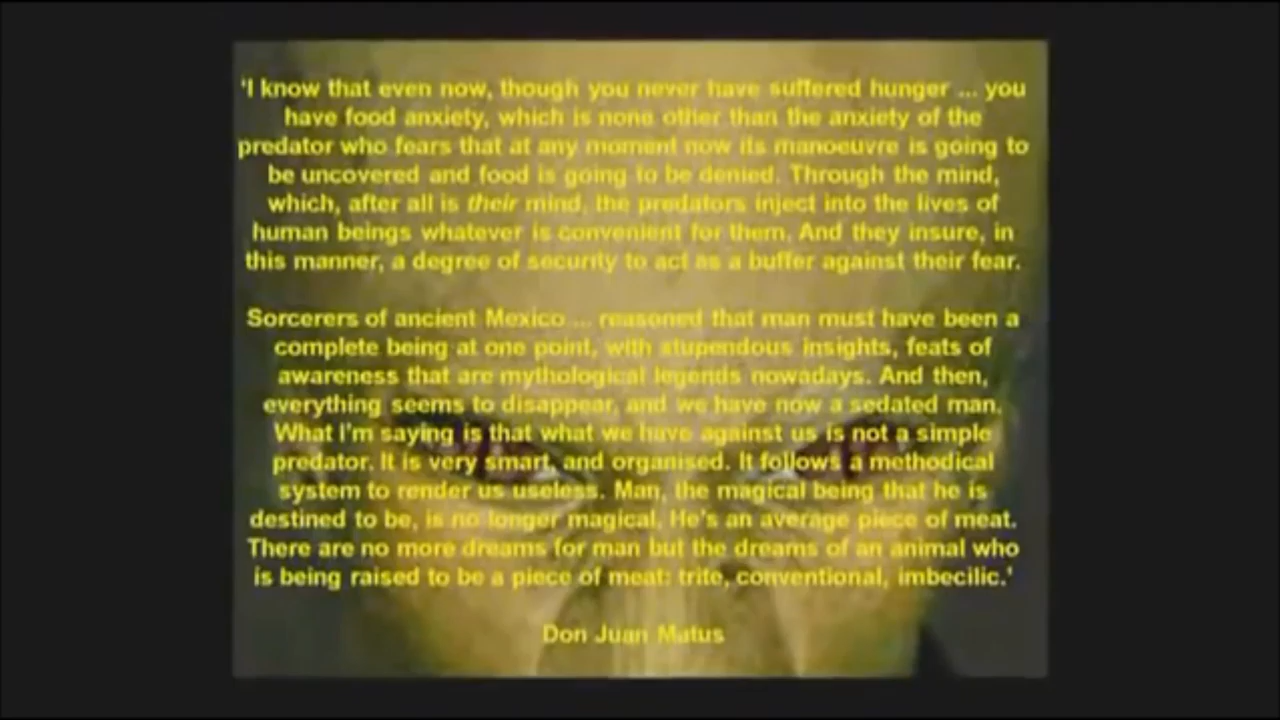 'I know that even now, though you never have suffered hunger ... you
have food anxiety, which is none other than the anxiety of the
predator who fears that at any moment now its manoeuvre is going to
be uncovered and food is going to be denied. Through the mind,
which, after all is their mind, the predators inject into the lives of
human beings whatever is convenient for them. And they insure, in
this manner, a degree of security to act as a buffer against their fear.
Sorcerers of ancient Mexico ... reasoned that man must have been a
complete being at one point, with stupendous insights, feats of
awareness that are mythological legends nowadays. And then,
everything seems to disappear, and we have now a sedated man.
What I'm saying is that what we have against us is not a simple
predator. It is very smart, and organised. It follows a methodical
system to render us useless. Man, the magical being that he is
destined to be, is no longer magical. He's an average piece of meat.
There are no more dreams for man but the dreams of an animal who
is being raised to be a piece of meat: trite, conventional, imbecilic.'
Don Juan Matus